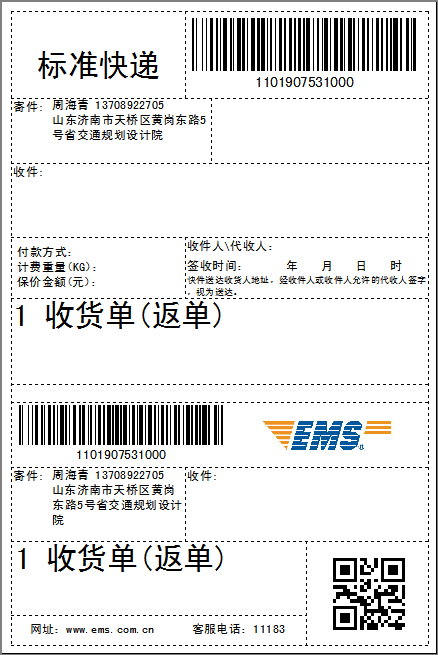 标准快递
1101907531000
寄件: 周海青 13708922705
山东济南市天桥区黄岗东路5
号省交通规划设计院
收件:
付款方式:
计费重量(KG):
保价金额(元):
收件人\代收人:
签收时间: 年 月 日 时
快件送达收货人地址，经收件人或收件人允许的代收人签字
，视为送达。
1 收货单(返单)
1101907531000
EMS
寄件: 周海青 13708922705
山东济南市天桥区黄岗
东路5号省交通规划设计
院
收件:
1 收货单(返单)
网址: www.ems.com.cn 客服电话: 11183